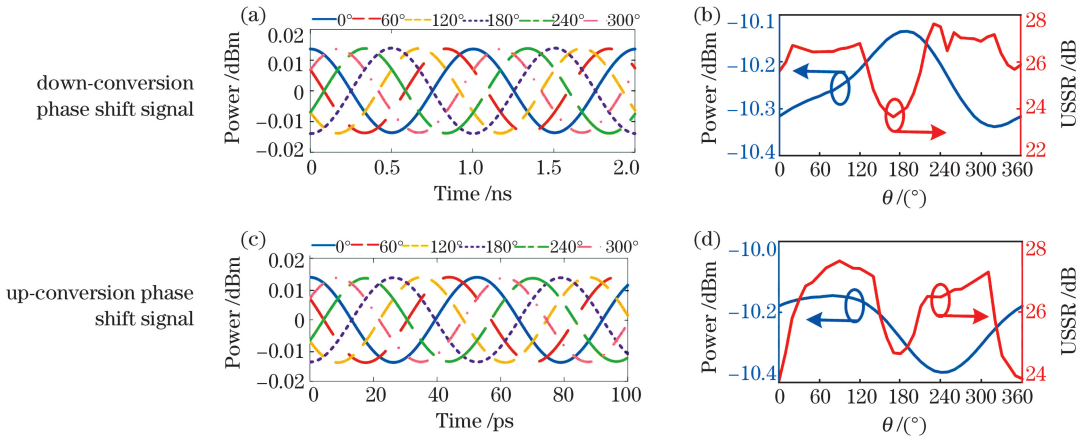 (a)
0° 60° 120° 180° 240° 300°
down-conversion
phase shift signal
Power /dBm
0.02
0.01
0
−0.01
−0.02
0 0.5 1.0 1.5 2.0
Time /ns
(b)
Power /dBm
−10.1
−10.2
−10.3
−10.4
0 60 120 180 240 300 360
θ /(°)
28
26
24
23
22
USSR /dB
(c)
0° 60° 120° 180° 240° 300°
up-conversion phase
shift signal
Power /dBm
0.02
0.01
0
−0.01
−0.02
0 20 40 60 80 100
Time /ps
(d)
Power /dBm
−10.0
−10.2
−10.4
0 60 120 180 240 300 360
θ /(°)
28
26
24
USSR /dB